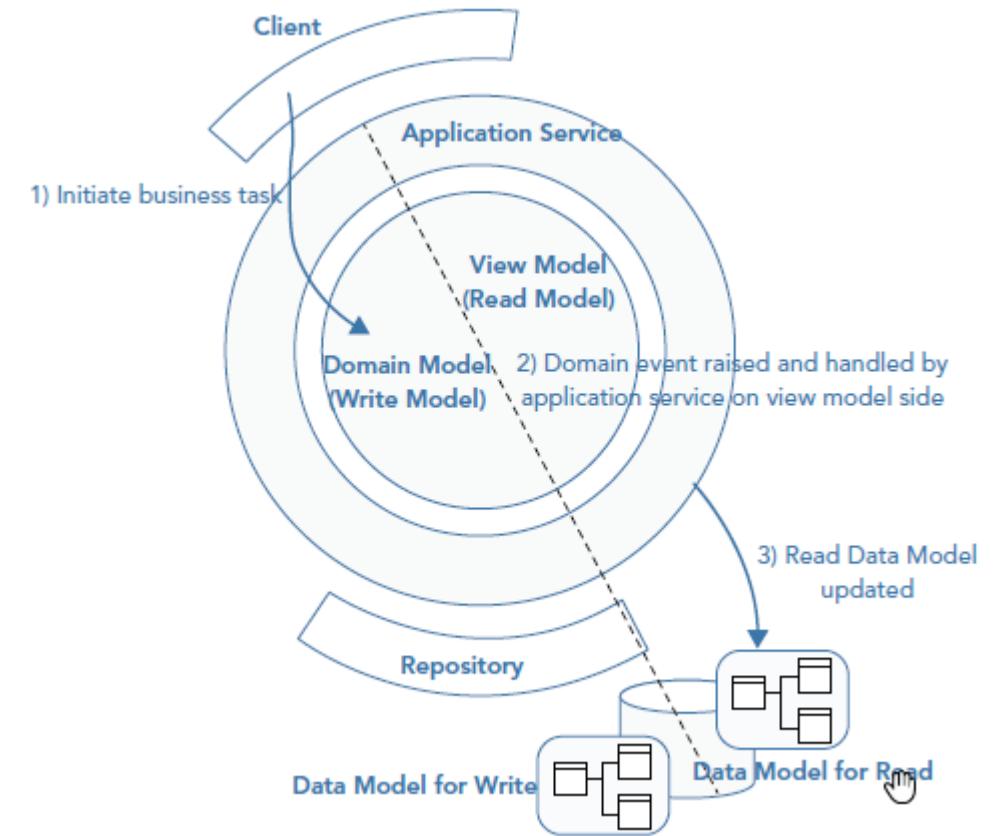 Client
Application Service
1) Initiate business task
View Model
(Read Model)
Domain Model
(Write Model)
2) Domain event raised and handled by
application service on view model side
3) Read Data Model
updated
Repository
Data Model for Read
Data Model for Write